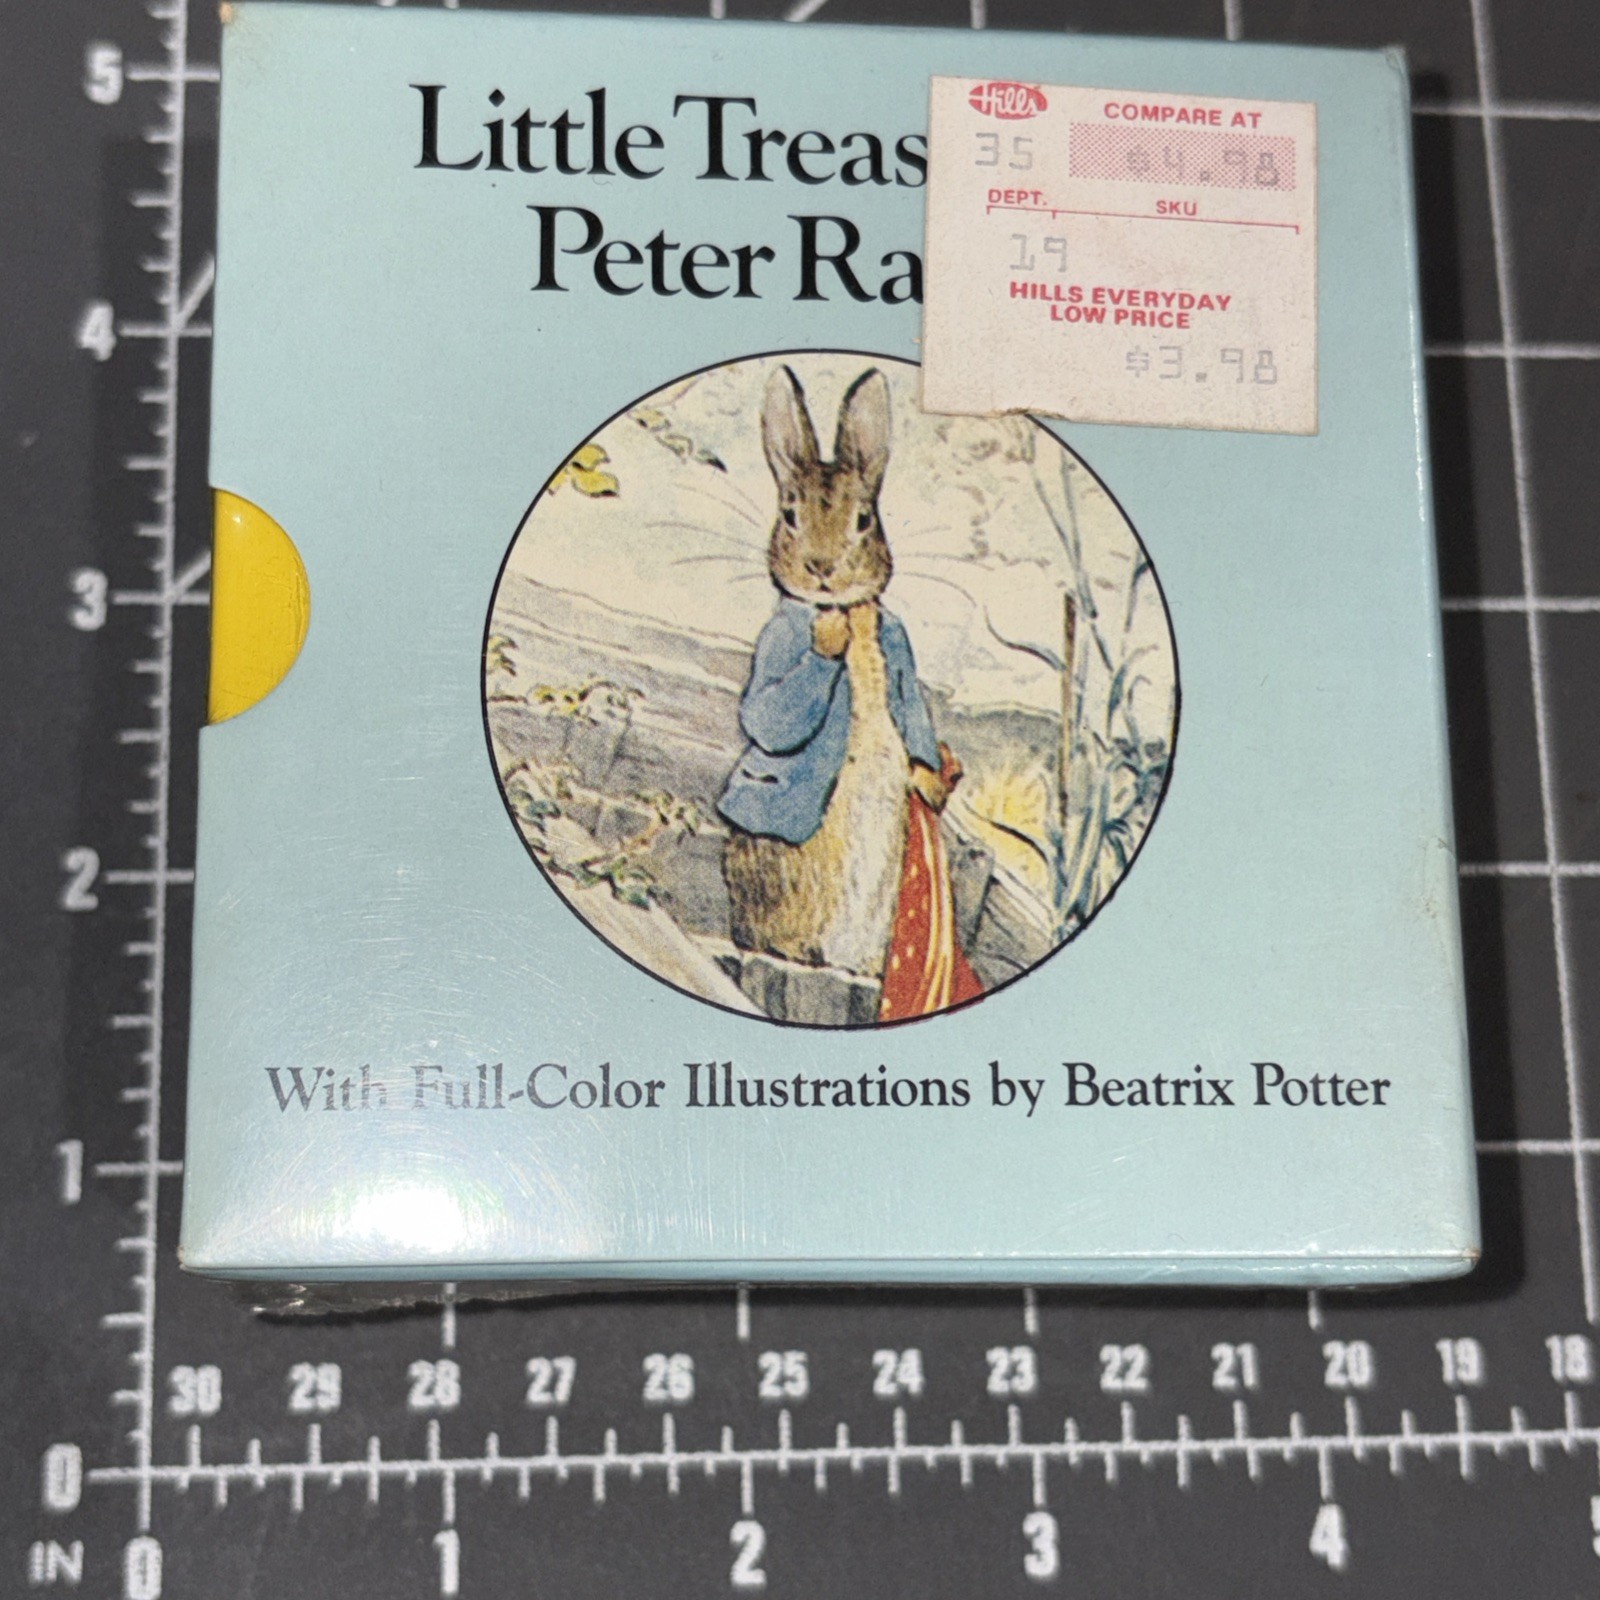 Little Treas
Peter Ra
Hills
COMPARE AT
35
$4.98
DEPT.
SKU
19
HILLS EVERYDAY
LOW PRICE
$3.98
With Full-Color Illustrations by Beatrix Potter
5
4
3
2
1
0
30 29 28 27 26 25 24 23 22 21 20 19 18
IN 0 1 2 3 4